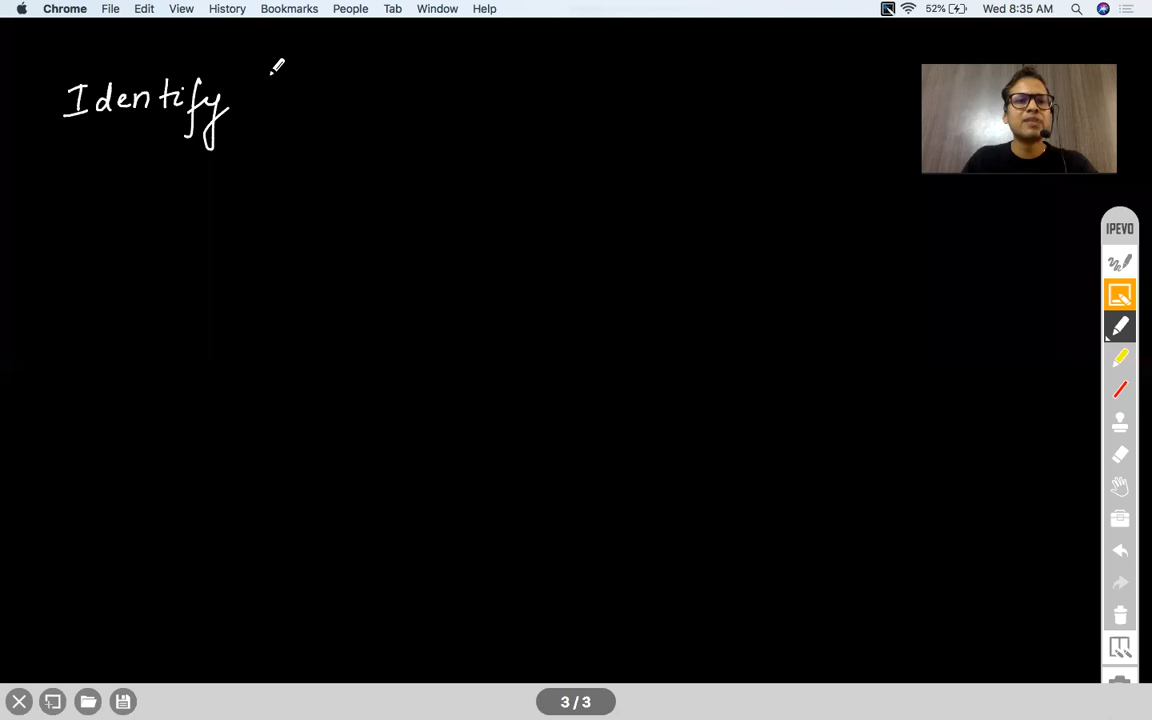 Chrome File Edit View History Bookmarks People Tab Window Help 52% Wed 8:35 AM
Identify
IPEVO
3 / 3